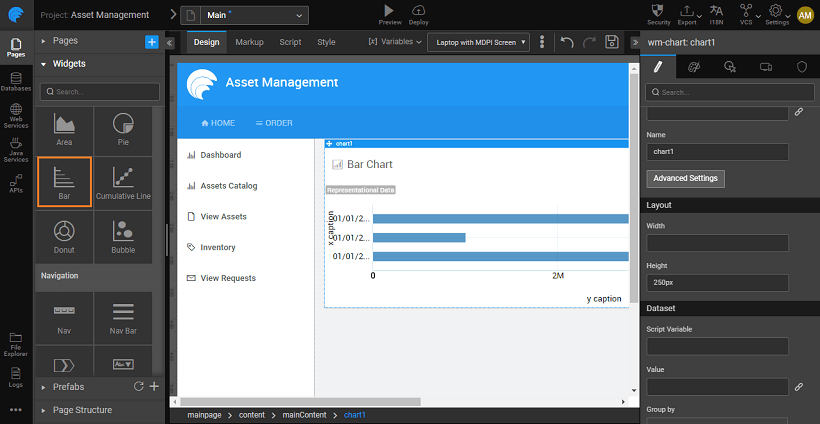 Project: Asset Management
Main *
Preview
Deploy
Security
Export
I18N
VCS
Settings
AM
Pages
Databases
Web
Services
Java
Services
APIs
File
Explorer
Logs
Pages
Widgets
Search...
Area
Pie
Bar
Cumulative Line
Donut
Bubble
Navigation
Nav
Nav Bar
Prefabs
Page Structure
Design
Markup
Script
Style
[x] Variables
Laptop with MDPI Screen
Asset Management
HOME
ORDER
Dashboard
Assets Catalog
View Assets
Inventory
View Requests
chart1
Bar Chart
Representational Data
x caption
01/01/2...
01/01/2...
01/01/2...
0
2M
y caption
mainpage > content > mainContent > chart1
wm-chart: chart1
Search...
Name
chart1
Advanced Settings
Layout
Width
Height
250px
Dataset
Script Variable
Value
Group by